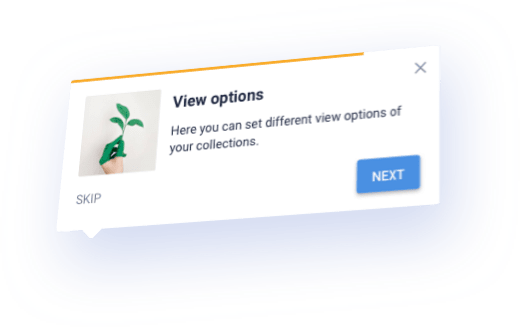 View options
Here you can set different view options of
your collections.
SKIP
NEXT